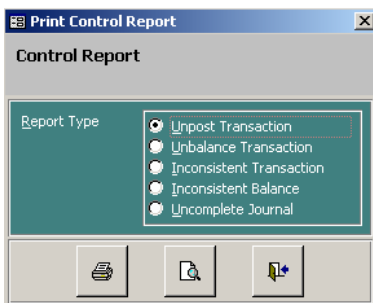 Print Control Report
Control Report
Report Type
Unpost Transaction
Unbalance Transaction
Inconsistent Transaction
Inconsistent Balance
Uncomplete Journal